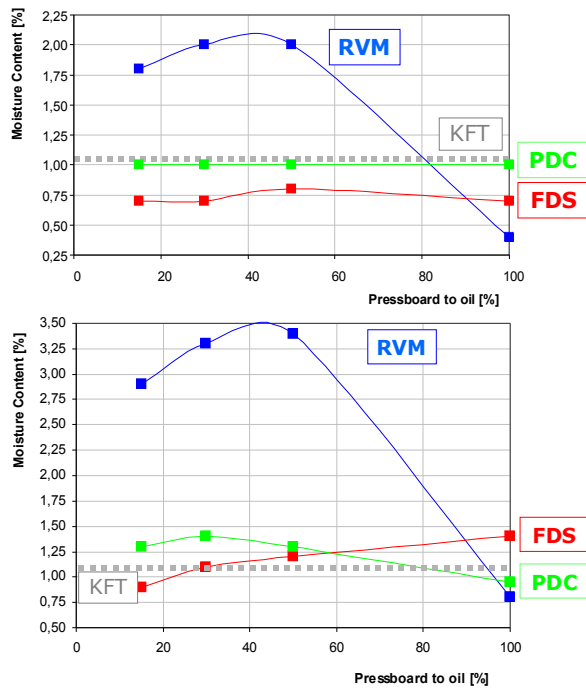 Moisture Content [%]
2,25
2,00
1,75
1,50
1,25
1,00
0,75
0,50
0,25
RVM
KFT
PDC
FDS
0 20 40 60 80 100
Pressboard to oil [%]
Moisture Content [%]
3,50
3,25
3,00
2,75
2,50
2,25
2,00
1,75
1,50
1,25
1,00
0,75
0,50
RVM
FDS
KFT
PDC
0 20 40 60 80 100
Pressboard to oil [%]